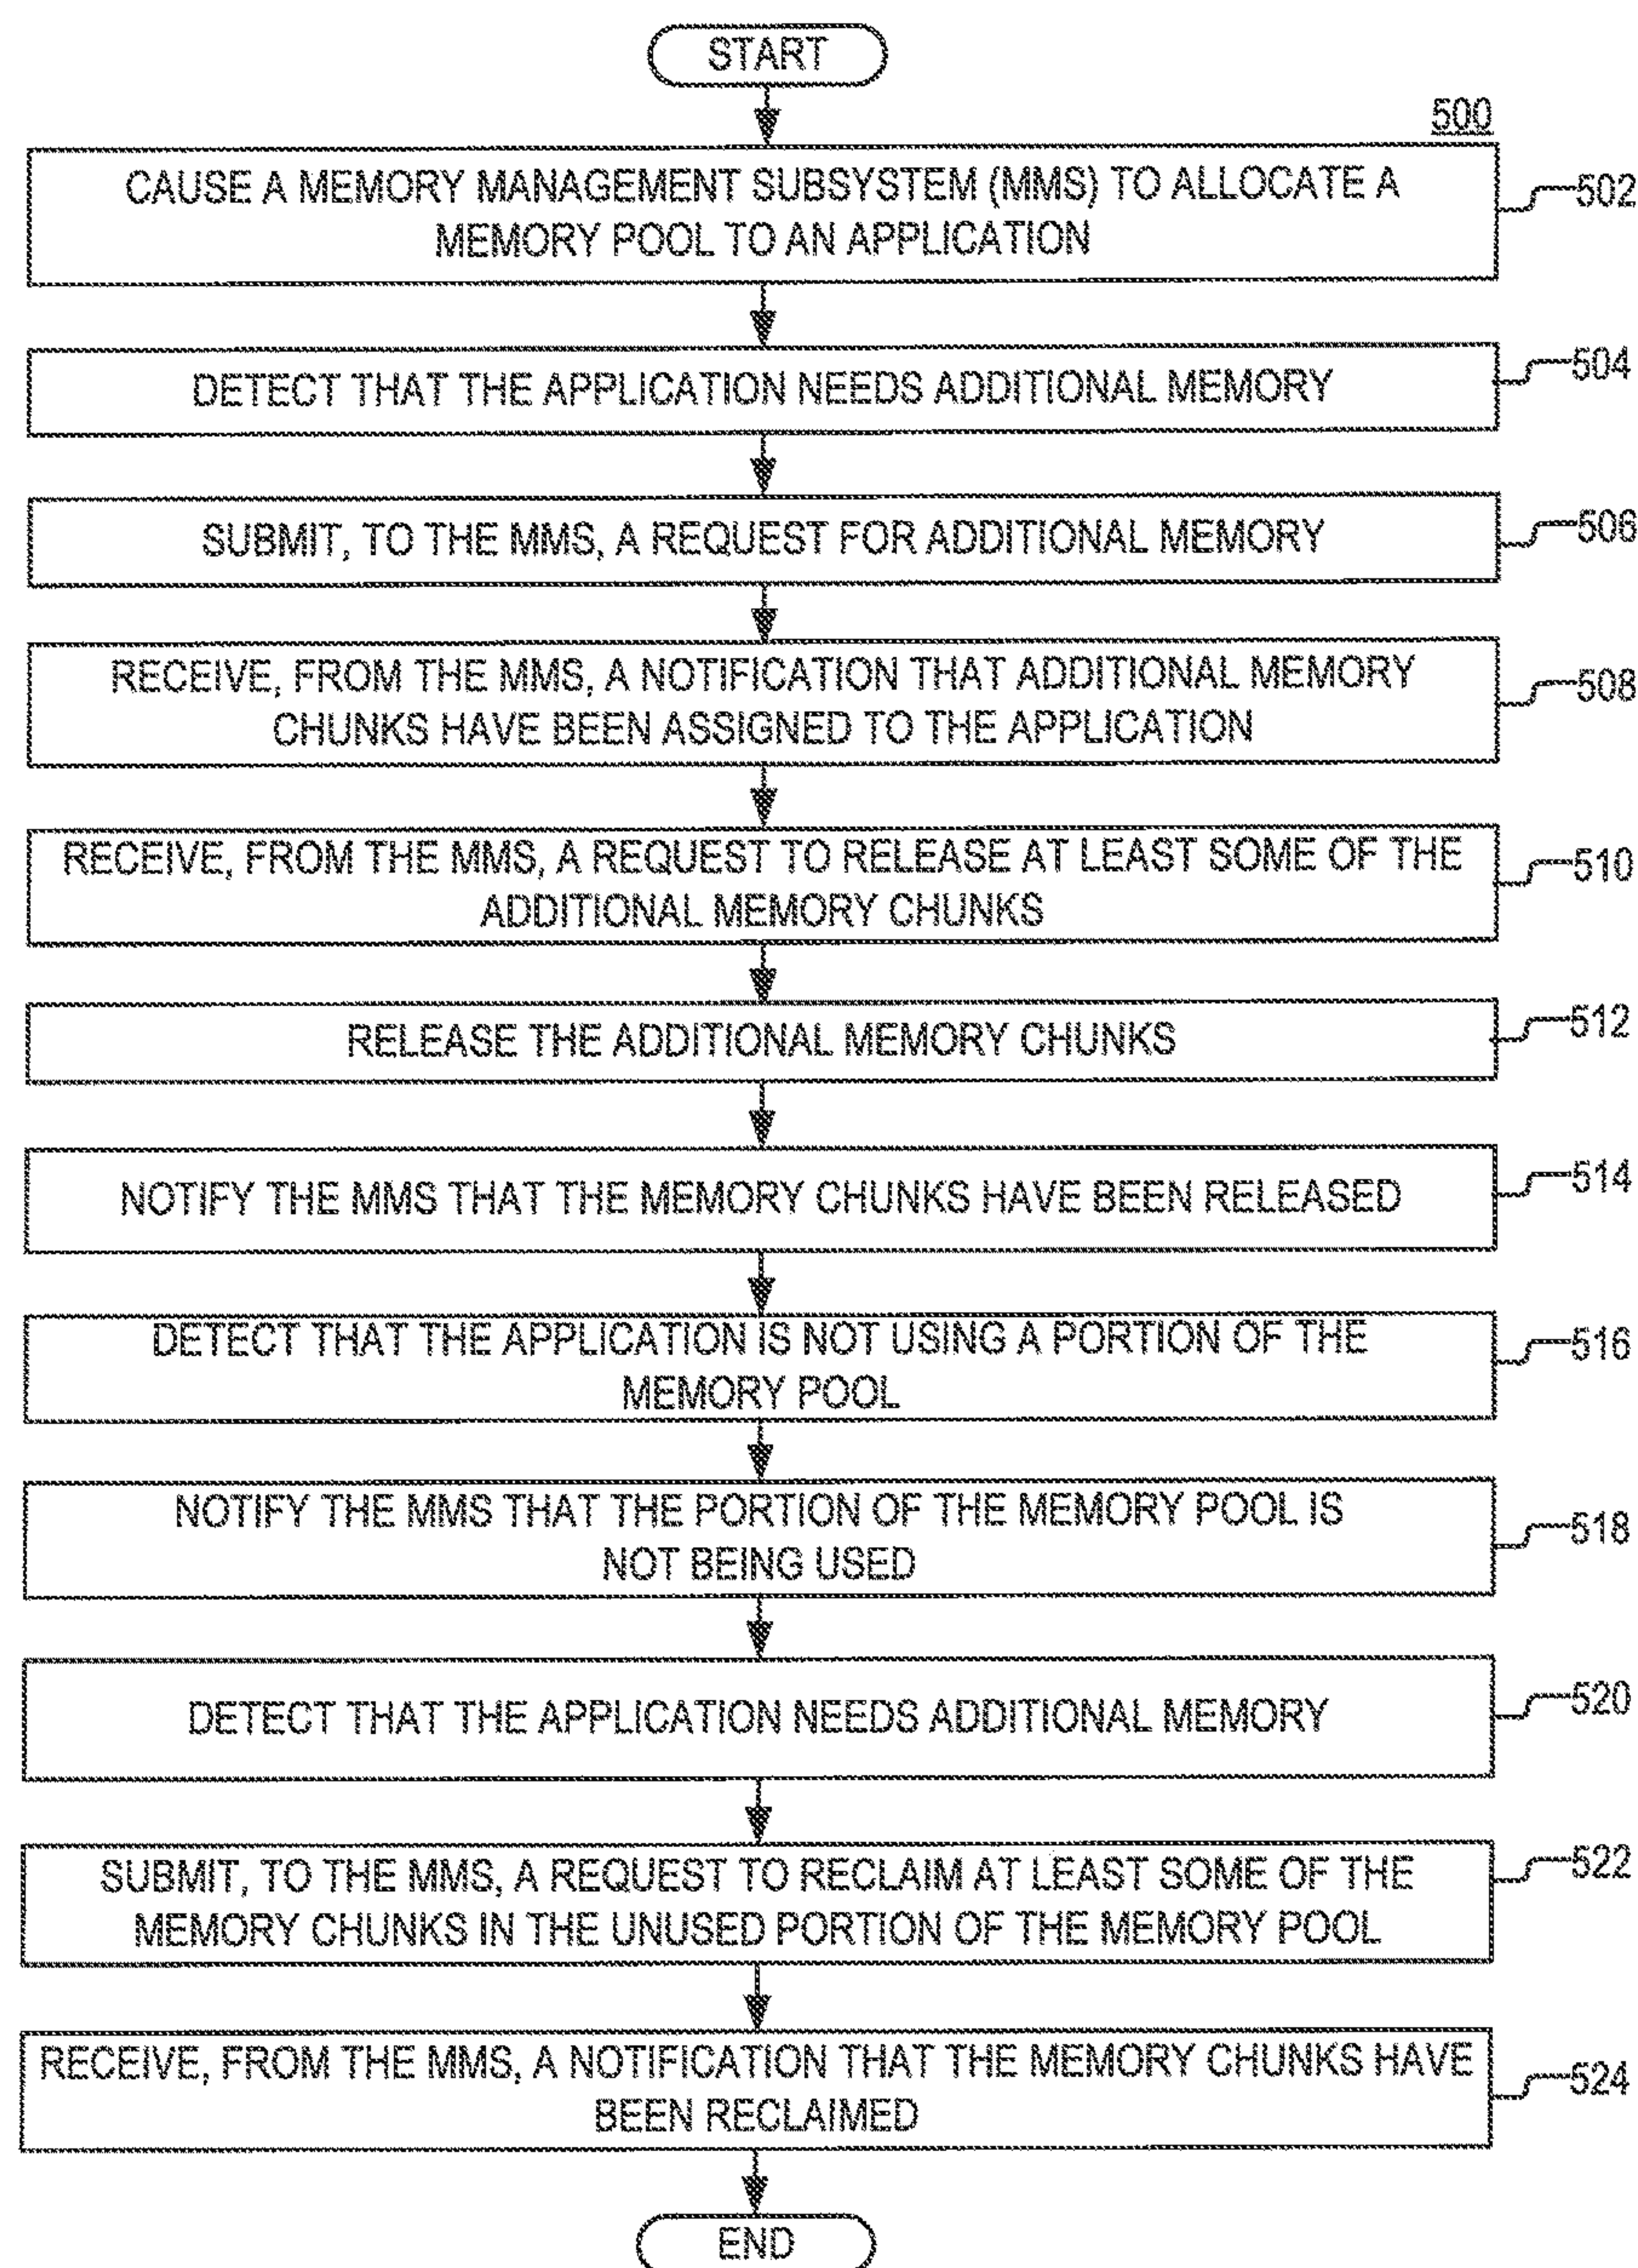 START
500
CAUSE A MEMORY MANAGEMENT SUBSYSTEM (MMS) TO ALLOCATE A
MEMORY POOL TO AN APPLICATION
502
DETECT THAT THE APPLICATION NEEDS ADDITIONAL MEMORY
504
SUBMIT, TO THE MMS, A REQUEST FOR ADDITIONAL MEMORY
506
RECEIVE, FROM THE MMS, A NOTIFICATION THAT ADDITIONAL MEMORY
CHUNKS HAVE BEEN ASSIGNED TO THE APPLICATION
508
RECEIVE, FROM THE MMS, A REQUEST TO RELEASE AT LEAST SOME OF THE
ADDITIONAL MEMORY CHUNKS
510
RELEASE THE ADDITIONAL MEMORY CHUNKS
512
NOTIFY THE MMS THAT THE MEMORY CHUNKS HAVE BEEN RELEASED
514
DETECT THAT THE APPLICATION IS NOT USING A PORTION OF THE
MEMORY POOL
516
NOTIFY THE MMS THAT THE PORTION OF THE MEMORY POOL IS
NOT BEING USED
518
DETECT THAT THE APPLICATION NEEDS ADDITIONAL MEMORY
520
SUBMIT, TO THE MMS, A REQUEST TO RECLAIM AT LEAST SOME OF THE
MEMORY CHUNKS IN THE UNUSED PORTION OF THE MEMORY POOL
522
RECEIVE, FROM THE MMS, A NOTIFICATION THAT THE MEMORY CHUNKS HAVE
BEEN RECLAIMED
524
END